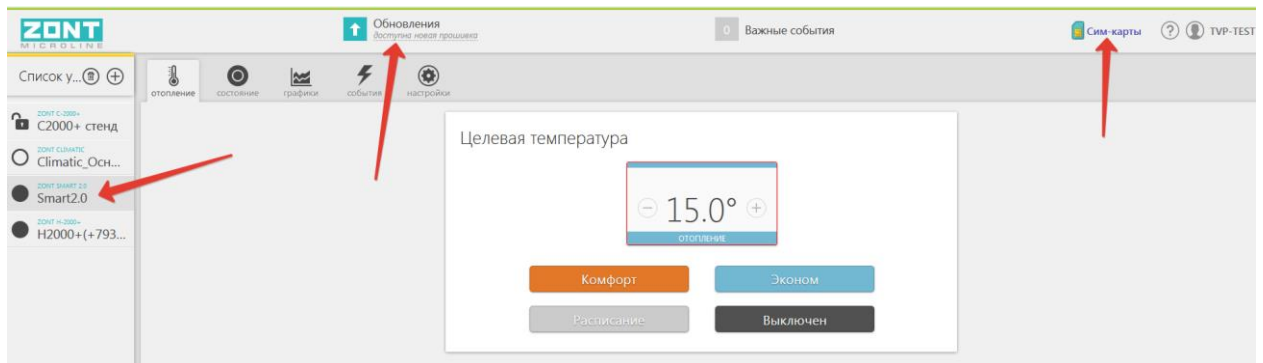 ZONT
MICROLINE
Обновления
доступна новая прошивка
0 Важные события
Сим-карты
? TVP-TEST
Список у...
отопление
состояние
графики
события
настройки
ZONT C-2000+
C2000+ стенд
ZONT CLIMATIC
Climatic_Осн...
ZONT SMART 2.0
Smart2.0
ZONT H-2000+
H2000+(+793...
Целевая температура
15.0°
ОТОПЛЕНИЕ
Комфорт
Эконом
Расписание
Выключен